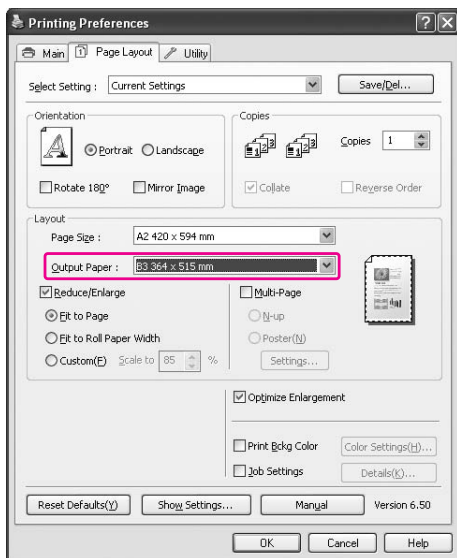 Printing Preferences
Main Page Layout Utility
Select Setting : Current Settings Save/Del...
Orientation
A Portrait Landscape
Rotate 180° Mirror Image
Copies
Copies 1
Collate Reverse Order
Layout
Page Size : A2 420 x 594 mm
Output Paper : B3 364 x 515 mm
Reduce/Enlarge
Fit to Page
Fit to Roll Paper Width
Custom(F) Scale to 85 %
Multi-Page
N-up
Poster(N)
Settings...
Optimize Enlargement
Print Bckg Color Color Settings(H)...
Job Settings Details(K)...
Reset Defaults(Y) Show Settings... Manual Version 6.50
OK Cancel Help